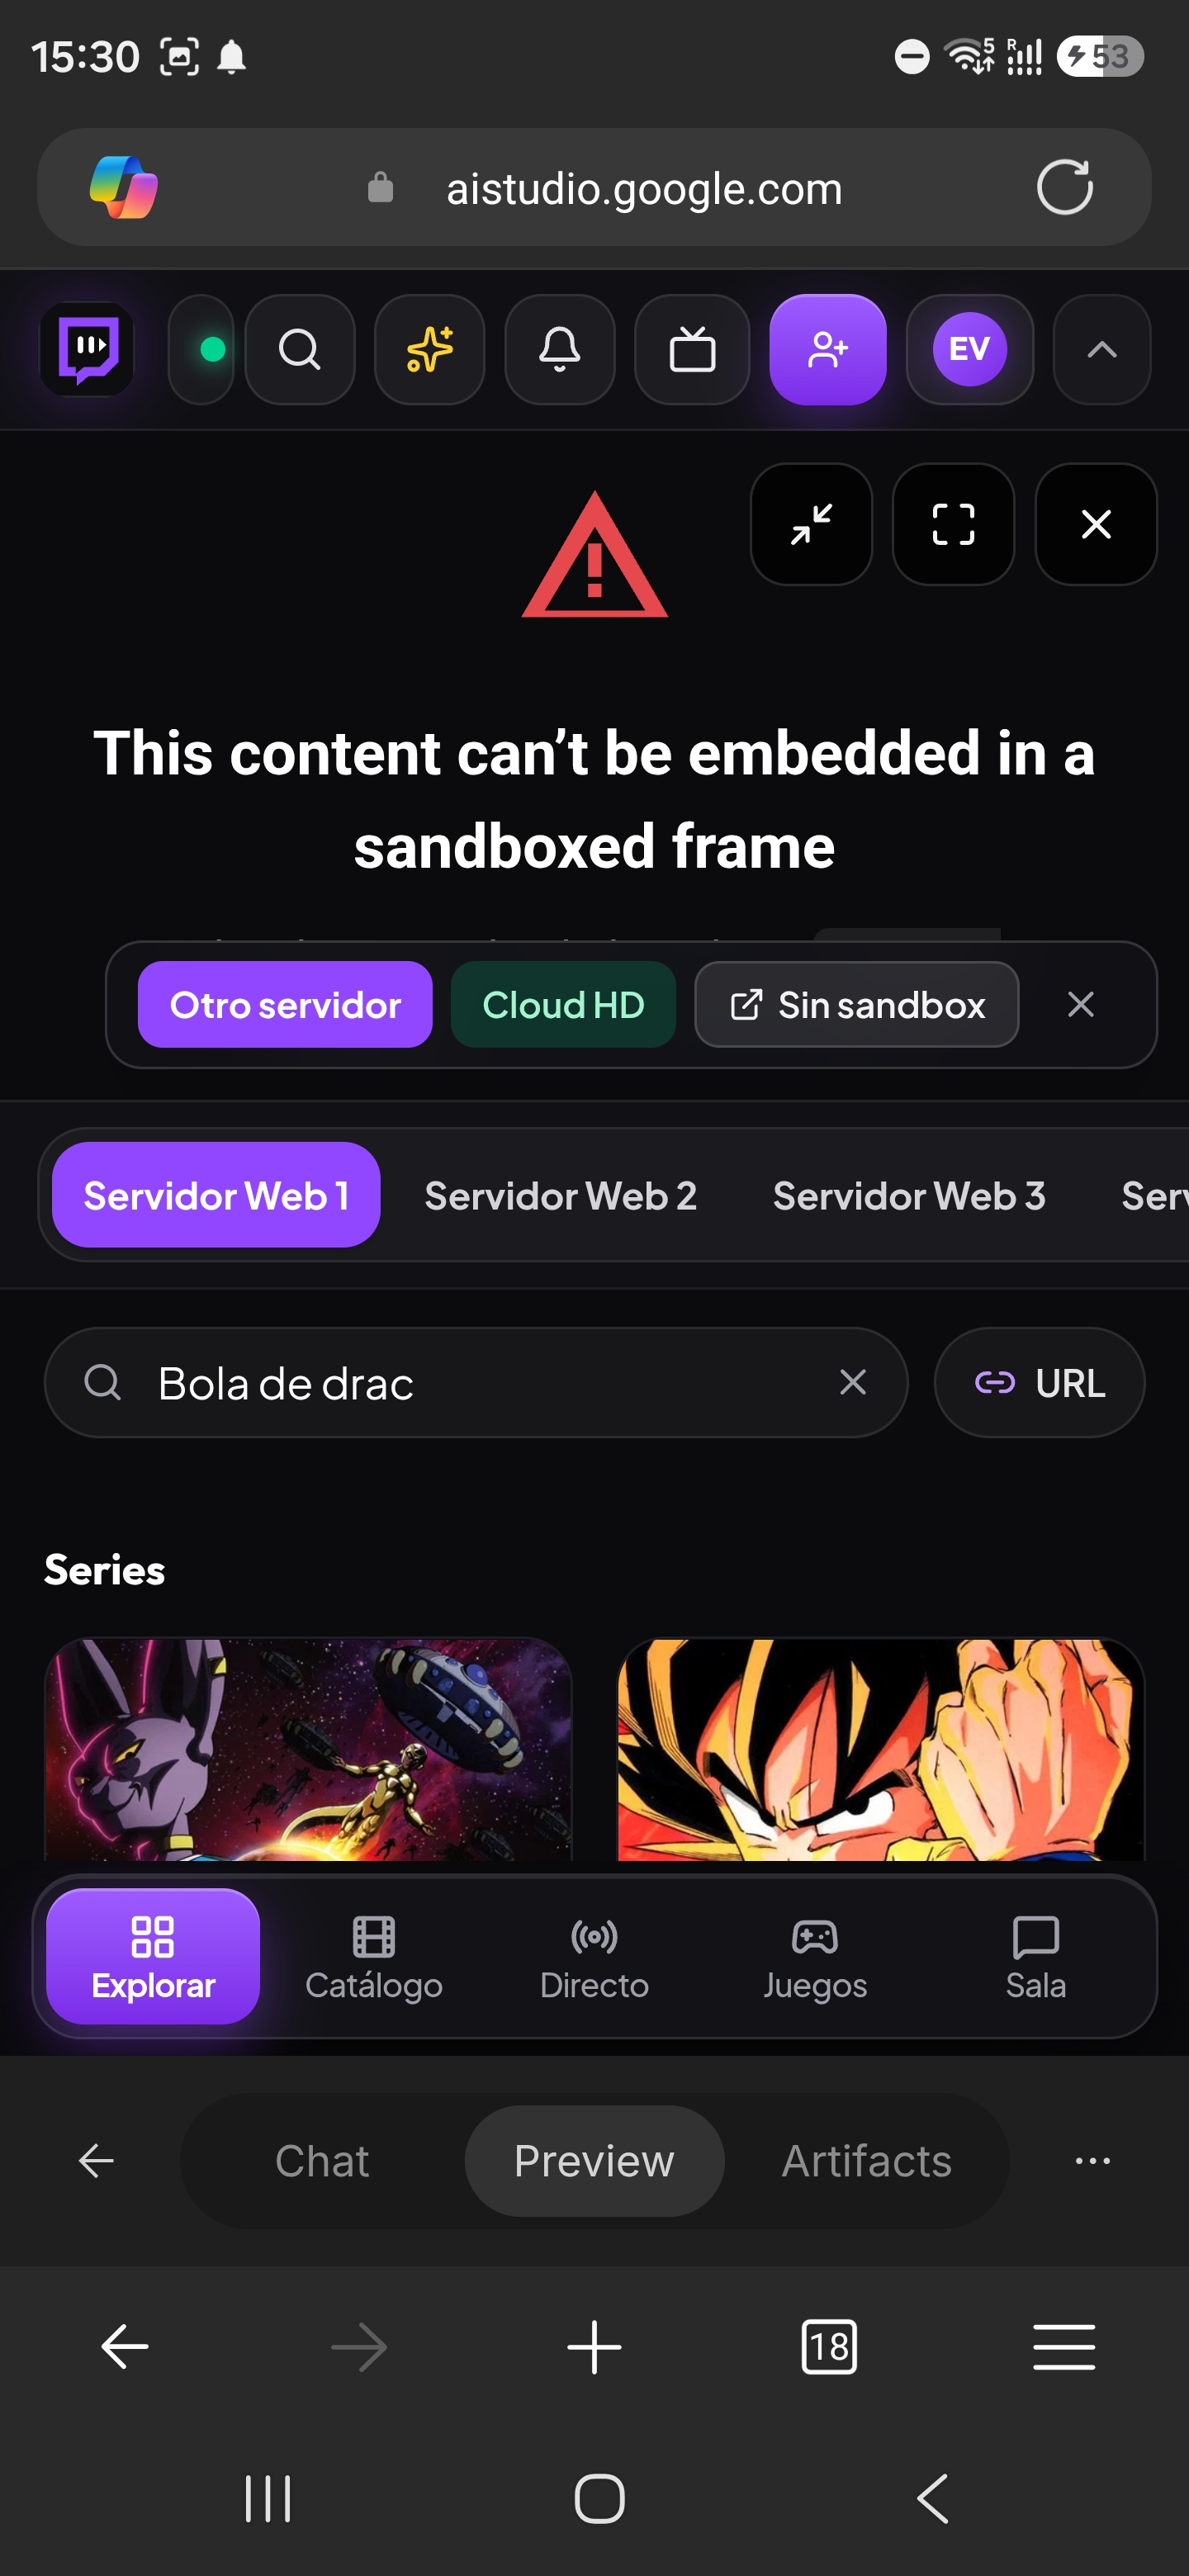 15:30
5
R
53
aistudio.google.com
EV
This content can’t be embedded in a
sandboxed frame
Otro servidor
Cloud HD
Sin sandbox
Servidor Web 1
Servidor Web 2
Servidor Web 3
Serv
Bola de drac
URL
Series
Explorar
Catálogo
Directo
Juegos
Sala
Chat
Preview
Artifacts
18